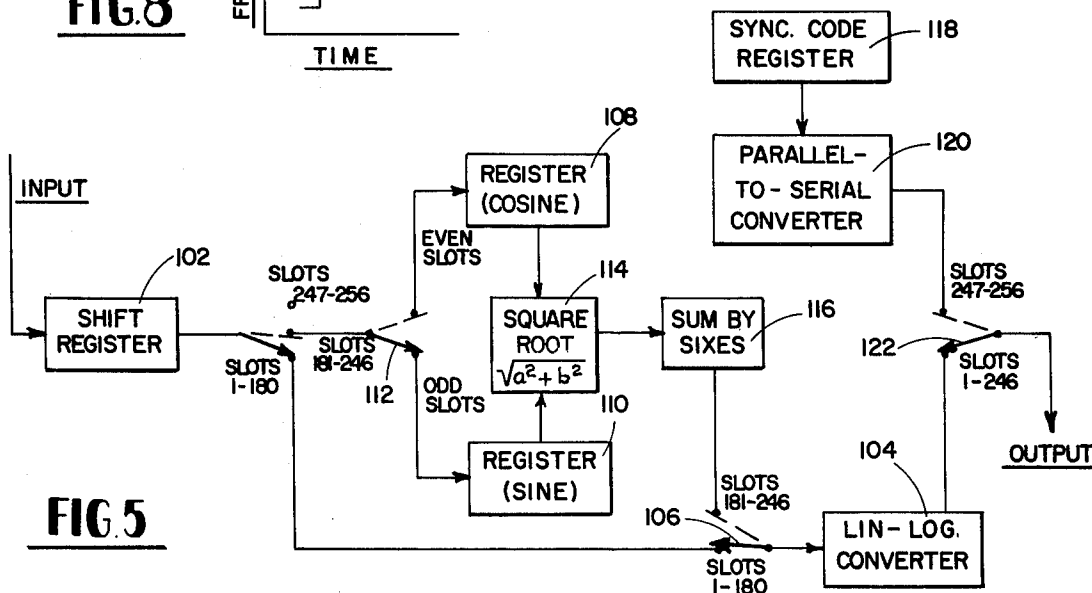 FIG.8
TIME
SYNC. CODE
REGISTER
118
108
PARALLEL-
TO-SERIAL
CONVERTER
120
INPUT
REGISTER
(COSINE)
EVEN
SLOTS
102
SLOTS
247-256
114
SLOTS
247-256
SHIFT
REGISTER
SQUARE
ROOT
√a²+b²
SUM BY
SIXES
116
SLOTS
181-246
SLOTS
1-180
112
122
SLOTS
1-246
ODD
SLOTS
110
REGISTER
(SINE)
104
OUTPUT
FIG.5
SLOTS
181-246
106
LIN-LOG.
CONVERTER
SLOTS
1-180